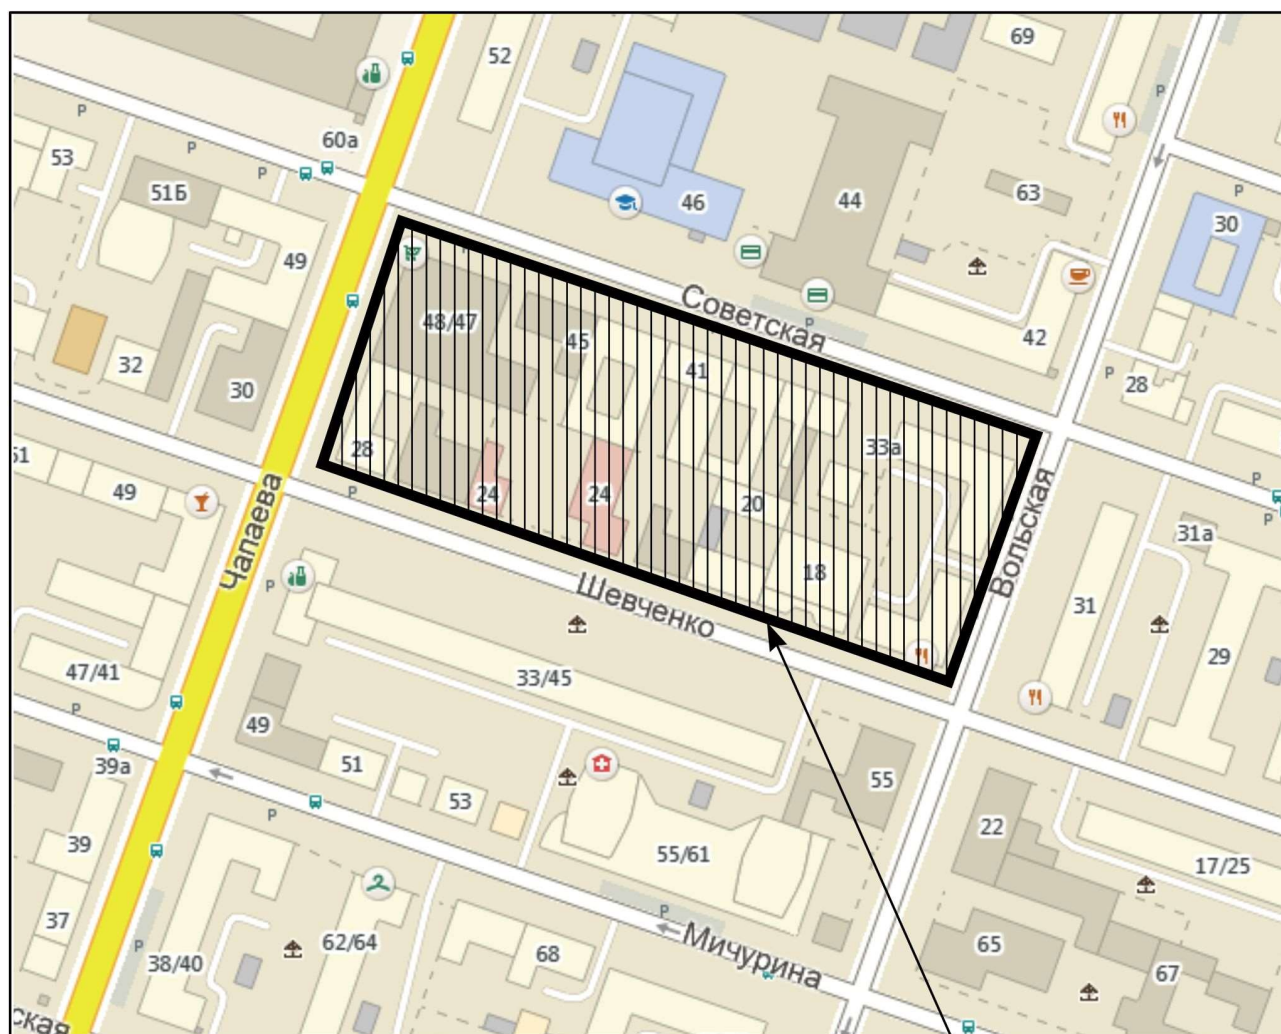 52
69
P
P
60а
53
P
P
51Б
46
44
63
P
30
49
Советская
P
48/47
45
42
32
30
41
P
28
28
33а
51
49
P
24
24
20
P
P
Чапаева
Вольская
31а
18
Шевченко
P
31
29
47/41
33/45
P
49
39а
51
53
55
P
22
39
55/61
17/25
37
P
P
Мичурина
38/40
62/64
68
65
67
ская